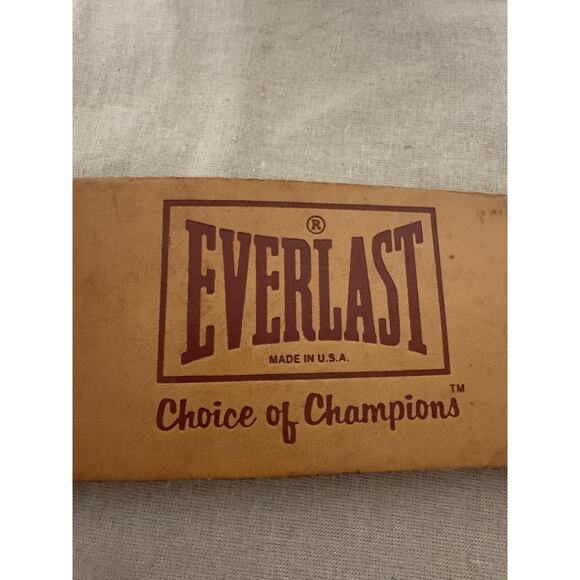 ®
EVERLAST
MADE IN U.S.A.
Choice of Champions™